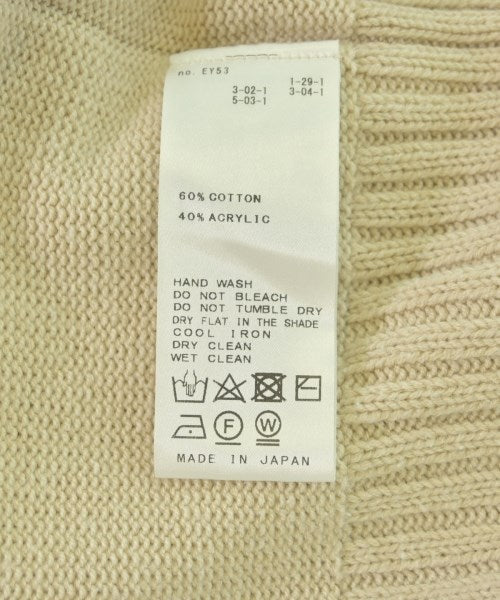 no. EY53
1-29-1
3-02-1 3-04-1
5-03-1
60% COTTON
40% ACRYLIC
HAND WASH
DO NOT BLEACH
DO NOT TUMBLE DRY
DRY FLAT IN THE SHADE
COOL IRON
DRY CLEAN
WET CLEAN
F W
MADE IN JAPAN